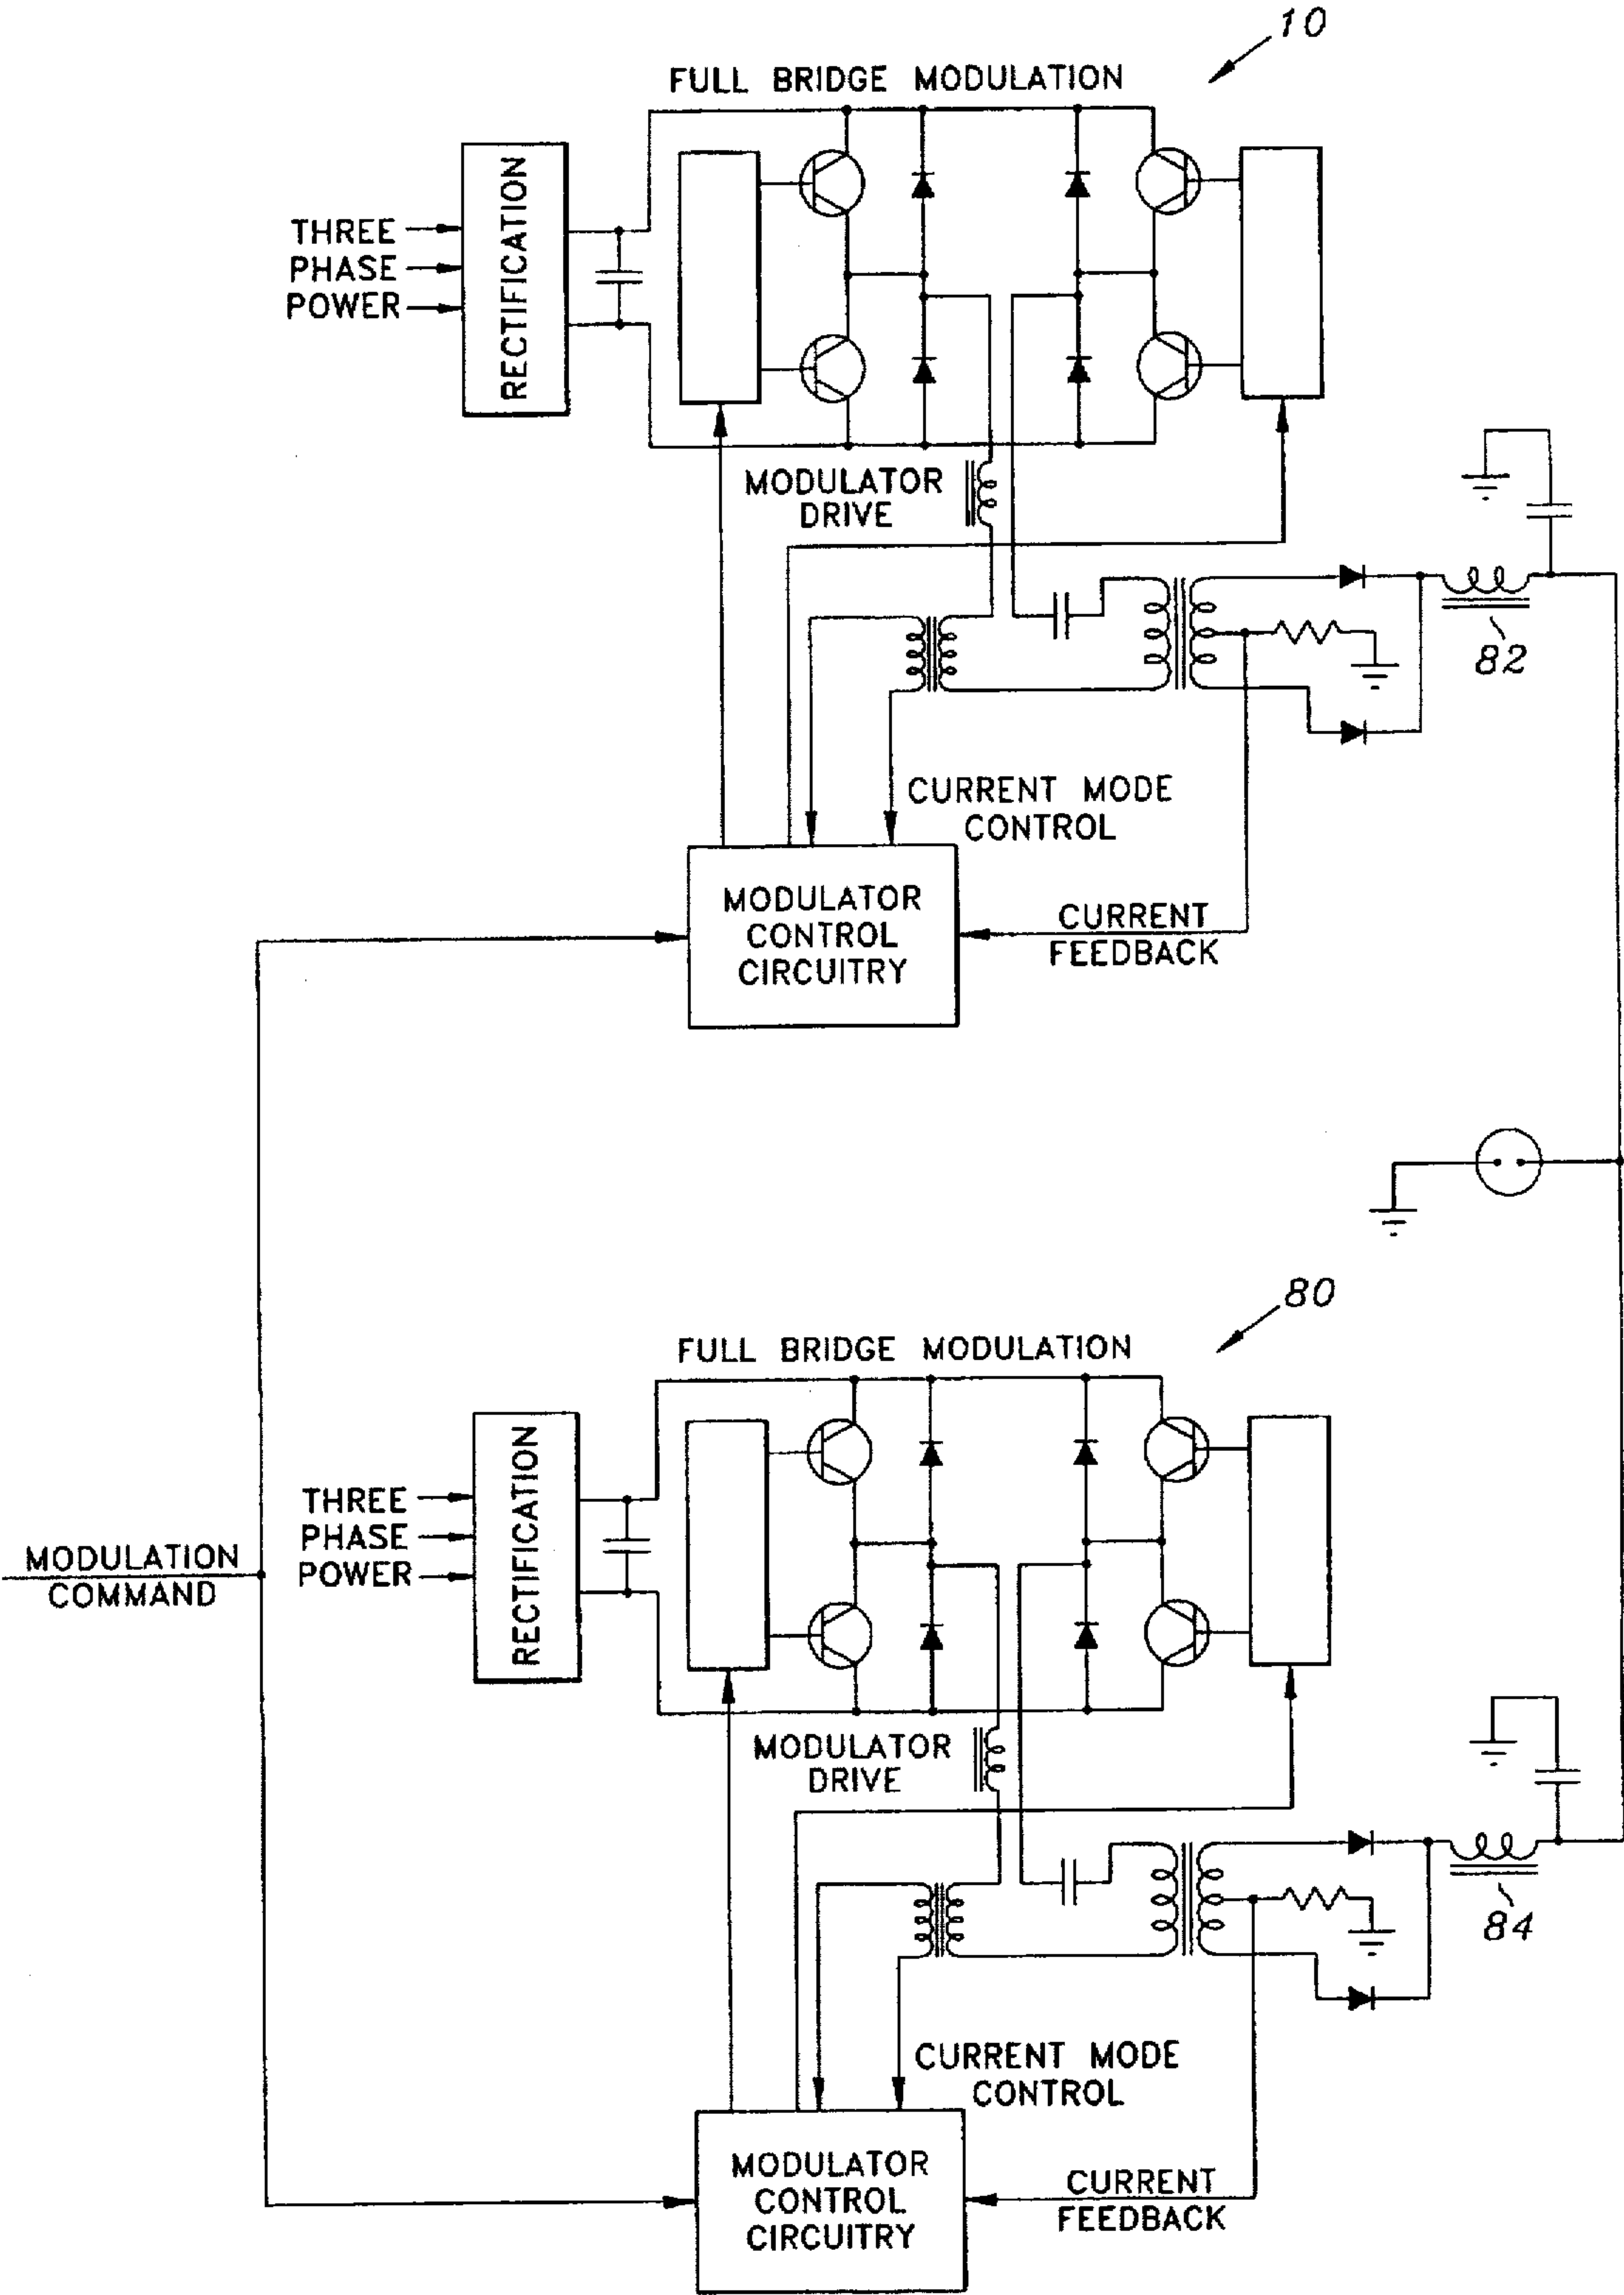 10
FULL BRIDGE MODULATION
RECTIFICATION
THREE
PHASE
POWER
MODULATOR
DRIVE
82
CURRENT MODE
CONTROL
MODULATOR
CONTROL
CIRCUITRY
CURRENT
FEEDBACK
80
FULL BRIDGE MODULATION
RECTIFICATION
THREE
PHASE
POWER
MODULATION
COMMAND
MODULATOR
DRIVE
84
CURRENT MODE
CONTROL
MODULATOR
CONTROL
CIRCUITRY
CURRENT
FEEDBACK